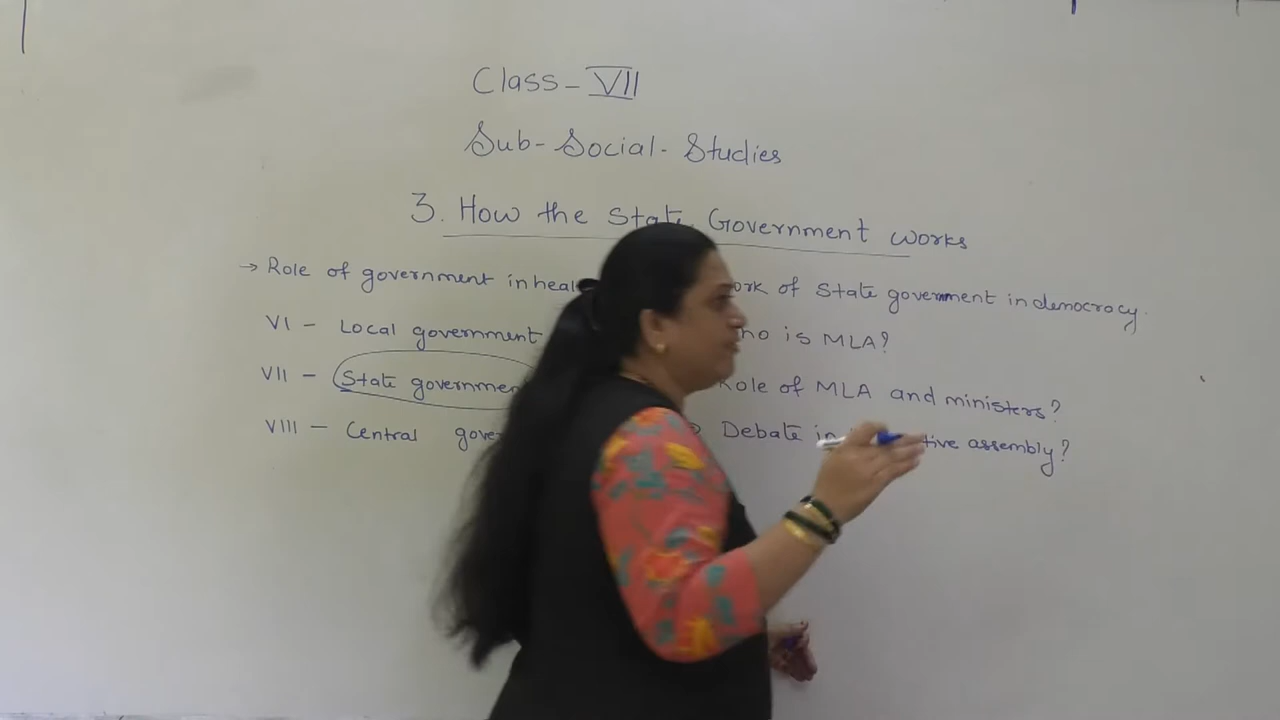 Class - VII
Sub - Social - Studies
3. How the State Government works
→ Role of government in heal
VI - Local government
VII - State governmen
VIII - Central gover
ork of State government in democracy.
ho is MLA?
Role of MLA and ministers?
Debate in tive assembly?